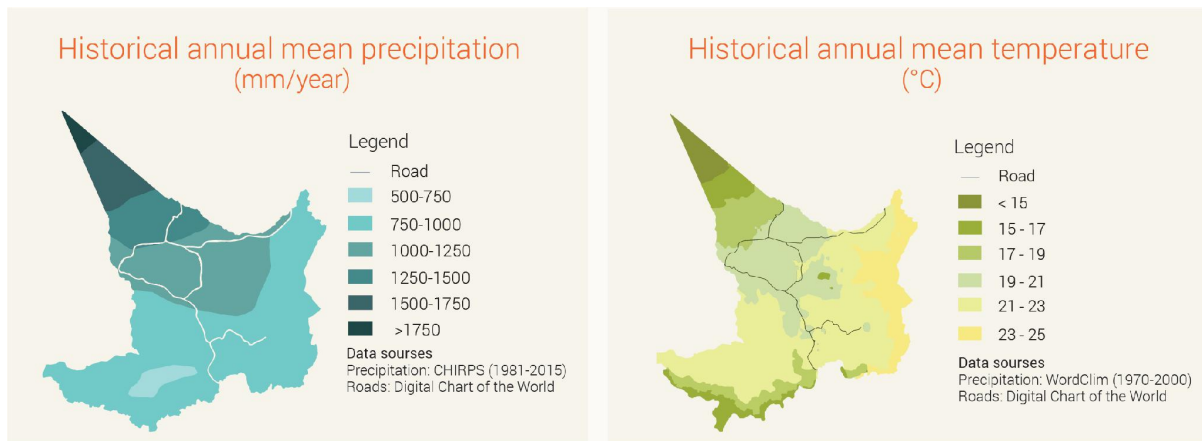 Historical annual mean precipitation
(mm/year)
Legend
Road
500-750
750-1000
1000-1250
1250-1500
1500-1750
>1750
Data sourses
Precipitation: CHIRPS (1981-2015)
Roads: Digital Chart of the World
Historical annual mean temperature
(°C)
Legend
Road
< 15
15 - 17
17 - 19
19 - 21
21 - 23
23 - 25
Data sourses
Precipitation: WordClim (1970-2000)
Roads: Digital Chart of the World